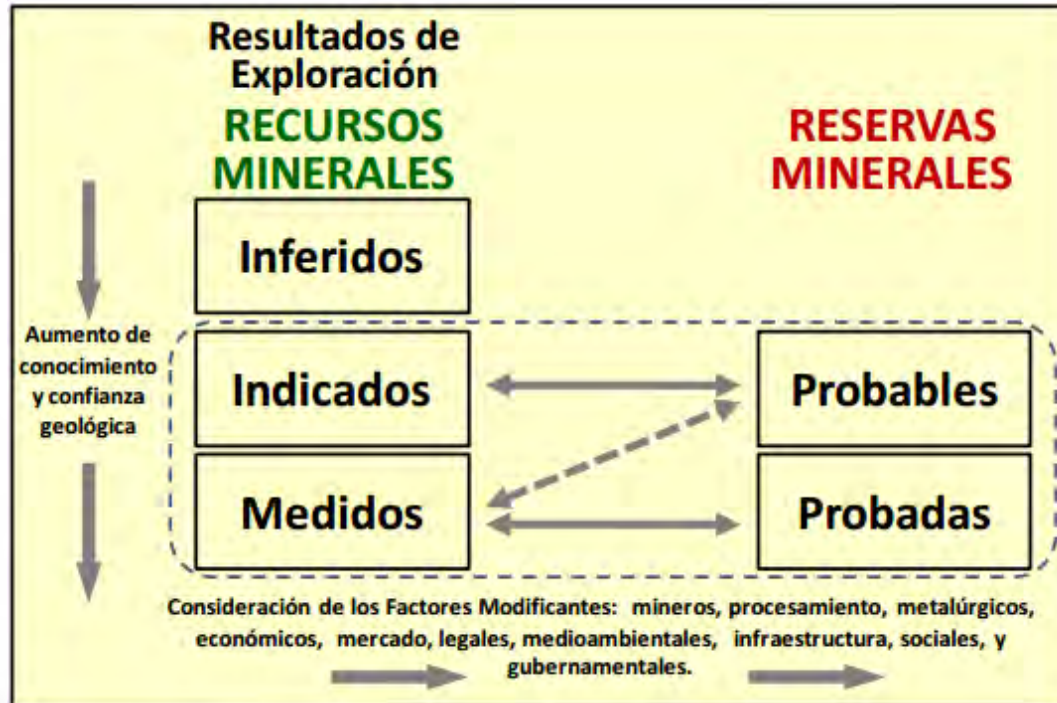 Resultados de
Exploración
RECURSOS
MINERALES
RESERVAS
MINERALES
Inferidos
Aumento de
conocimiento
y confianza
geológica
Indicados
Probables
Medidos
Probadas
Consideración de los Factores Modificantes: mineros, procesamiento, metalúrgicos,
económicos, mercado, legales, medioambientales, infraestructura, sociales, y
gubernamentales.